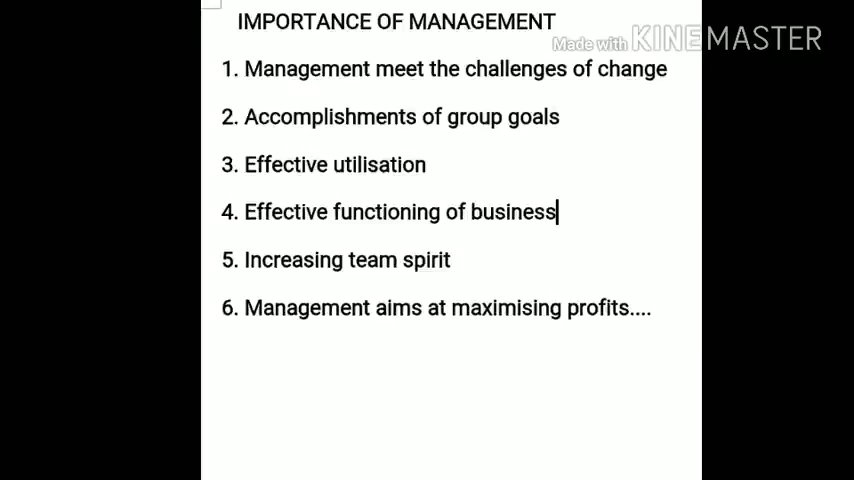 IMPORTANCE OF MANAGEMENT
Made with KINEMASTER
1. Management meet the challenges of change
2. Accomplishments of group goals
3. Effective utilisation
4. Effective functioning of business
5. Increasing team spirit
6. Management aims at maximising profits....